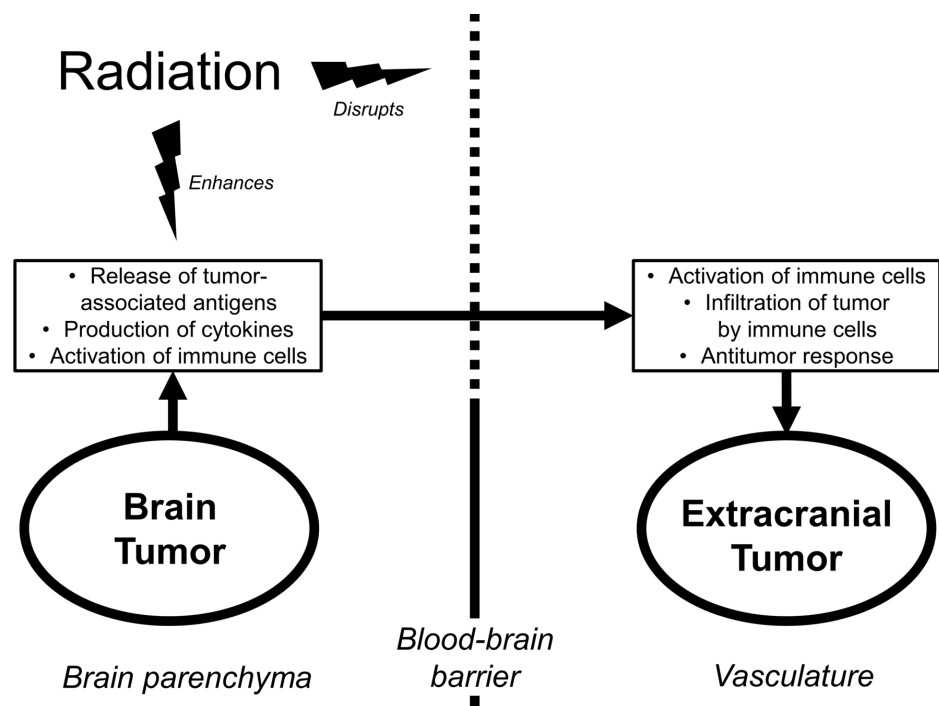 Radiation
Disrupts
Enhances
• Release of tumor-
associated antigens
• Production of cytokines
• Activation of immune cells
• Activation of immune cells
• Infiltration of tumor
by immune cells
• Antitumor response
Brain
Tumor
Extracranial
Tumor
Blood-brain
barrier
Brain parenchyma
Vasculature